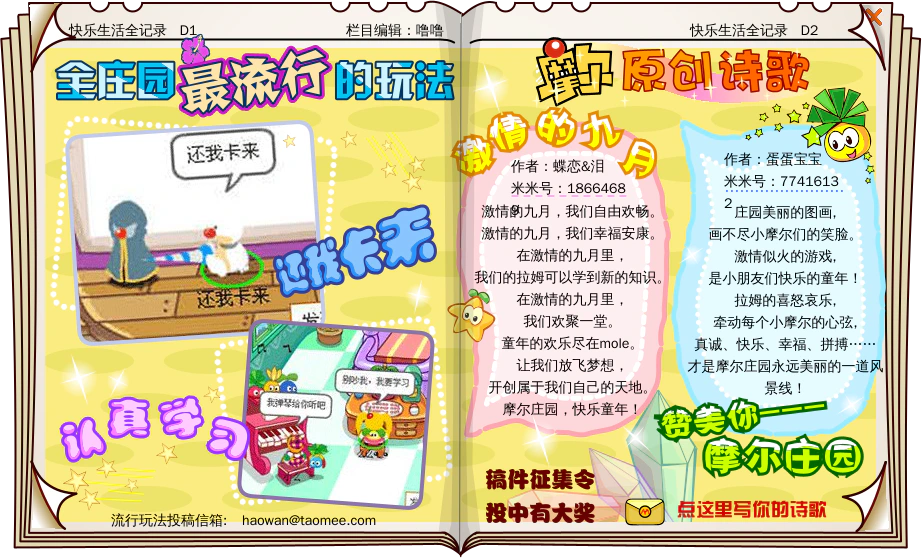 快乐生活全记录 D1
栏目编辑：噜噜
全庄园最流行的玩法
还我卡来
还我卡来
还我卡来
发
别吵我，我要学习
我弹琴给你听吧
认真学习
流行玩法投稿信箱: haowan@taomee.com
快乐生活全记录 D2
摩尔原创诗歌
激情的九月
作者：蝶恋&泪
米米号：1866468
激情的九月，我们自由欢畅。
激情的九月，我们幸福安康。
在激情的九月里，
我们的拉姆可以学到新的知识。
在激情的九月里，
我们欢聚一堂。
童年的欢乐尽在mole。
让我们放飞梦想，
开创属于我们自己的天地。
摩尔庄园，快乐童年！
作者：蛋蛋宝宝
米米号：7741613
2
庄园美丽的图画，
画不尽小摩尔们的笑脸。
激情似火的游戏，
是小朋友们快乐的童年！
拉姆的喜怒哀乐，
牵动每个小摩尔的心弦，
真诚、快乐、幸福、拼搏……
才是摩尔庄园永远美丽的一道风
景线！
赞美你———
摩尔庄园
稿件征集令
投中有大奖
点这里写你的诗歌